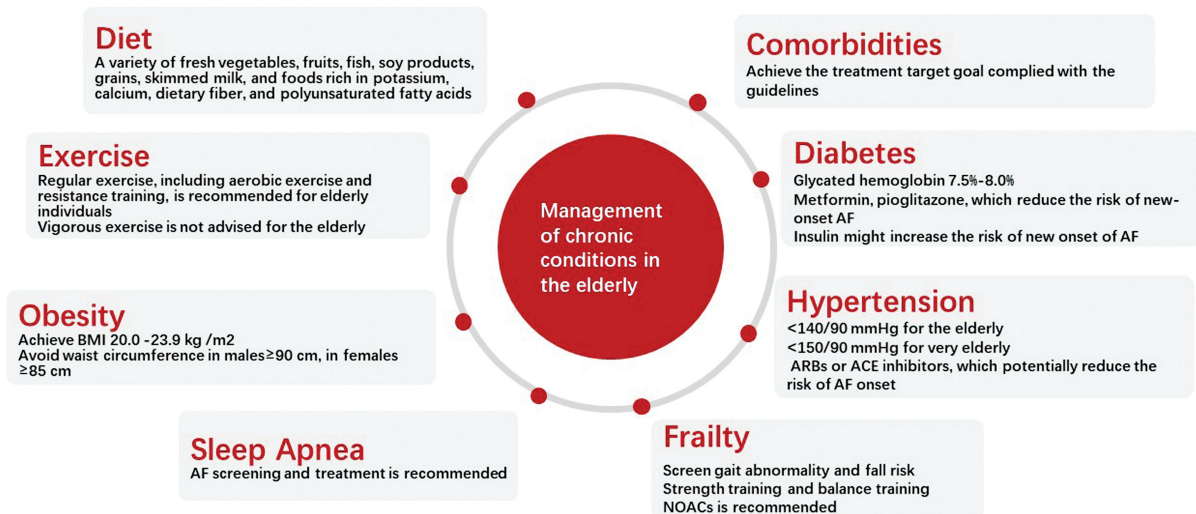 Diet
A variety of fresh vegetables, fruits, fish, soy products,
grains, skimmed milk, and foods rich in potassium,
calcium, dietary fiber, and polyunsaturated fatty acids
Exercise
Regular exercise, including aerobic exercise and
resistance training, is recommended for elderly
individuals
Vigorous exercise is not advised for the elderly
Obesity
Achieve BMI 20.0 -23.9 kg /m2
Avoid waist circumference in males≥90 cm, in females
≥85 cm
Sleep Apnea
AF screening and treatment is recommended
Management
of chronic
conditions in
the elderly
Comorbidities
Achieve the treatment target goal complied with the
guidelines
Diabetes
Glycated hemoglobin 7.5%-8.0%
Metformin, pioglitazone, which reduce the risk of new-
onset AF
Insulin might increase the risk of new onset of AF
Hypertension
<140/90 mmHg for the elderly
<150/90 mmHg for very elderly
ARBs or ACE inhibitors, which potentially reduce the
risk of AF onset
Frailty
Screen gait abnormality and fall risk
Strength training and balance training
NOACs is recommended